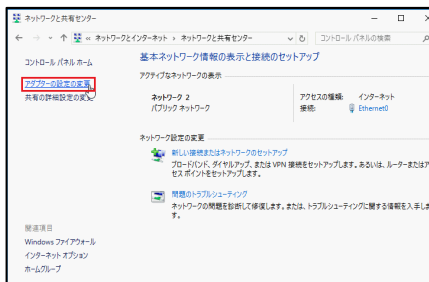 ネットワークと共有センター
« ネットワークとインターネット › ネットワークと共有センター
コントロール パネルの検索
コントロール パネル ホーム
アダプターの設定の変更
共有の詳細設定の変更
基本ネットワーク情報の表示と接続のセットアップ
アクティブなネットワークの表示
ネットワーク 2
パブリック ネットワーク
アクセスの種類: インターネット
接続: Ethernet0
ネットワーク設定の変更
新しい接続またはネットワークのセットアップ
ブロードバンド、ダイヤルアップ、または VPN 接続をセットアップします。あるいは、ルーターまたはア
セス ポイントをセットアップします。
問題のトラブルシューティング
ネットワークの問題を診断して修復します。または、トラブルシューティングに関する情報を入手しま
す。
関連項目
Windows ファイアウォール
インターネット オプション
ホームグループ